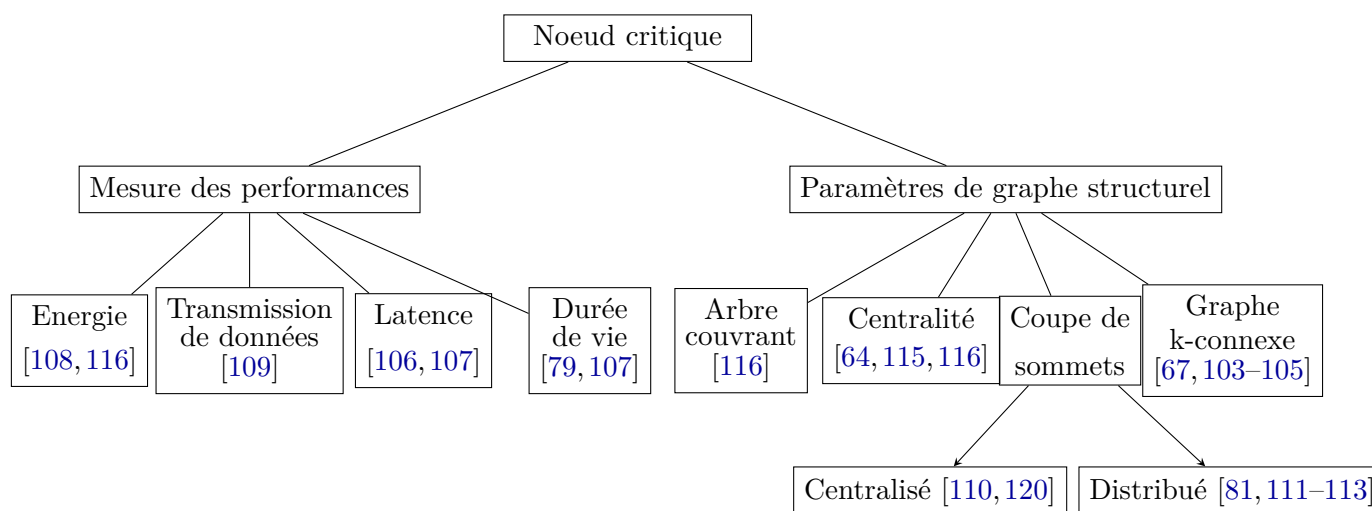 Noeud critique
Mesure des performances
Paramètres de graphe structurel
Energie
[108, 116]
Transmission
de données
[109]
Latence
[106, 107]
Durée
de vie
[79, 107]
Arbre
couvrant
[116]
Centralité
[64, 115, 116]
Coupe de
sommets
Graphe
k-connexe
[67, 103–105]
Centralisé [110, 120]
Distribué [81, 111–113]